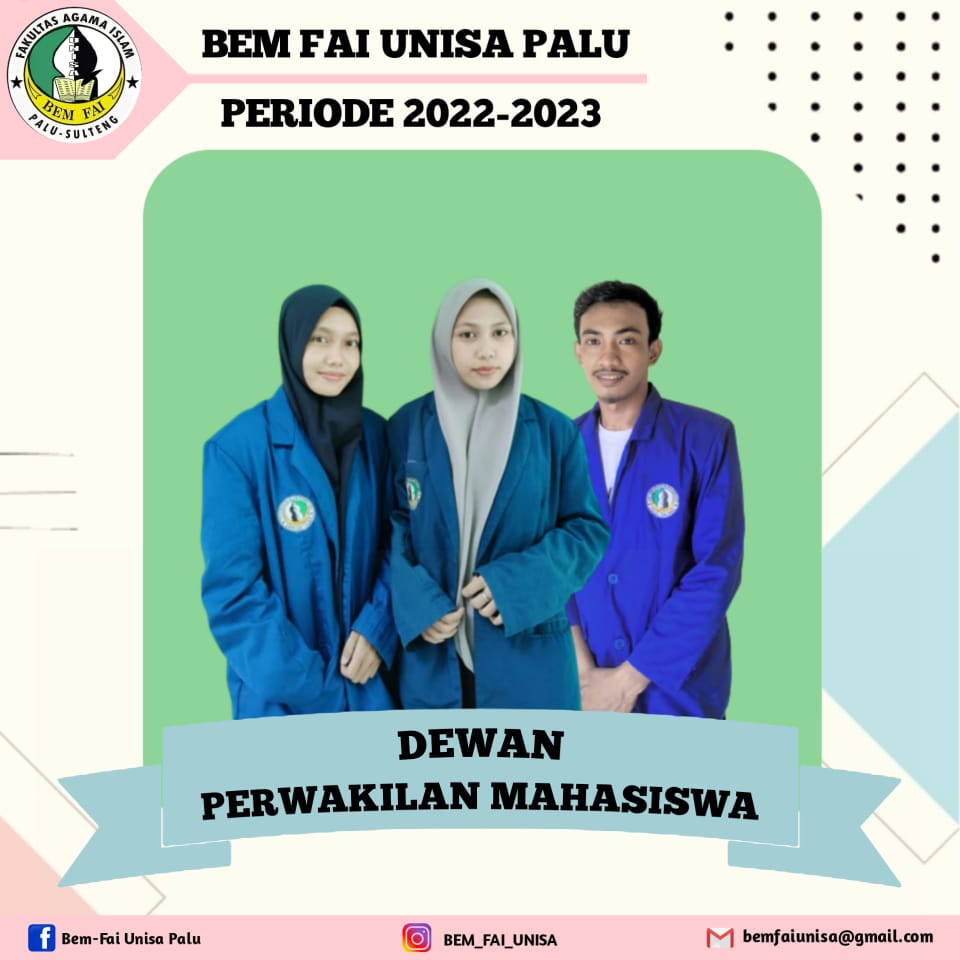 FAKULTAS AGAMA ISLAM
BEM FAI
PALU-SULTENG
BEM FAI UNISA PALU
PERIODE 2022-2023
DEWAN
PERWAKILAN MAHASISWA
Bem-Fai Unisa Palu
BEM_FAI_UNISA
bemfaiunisa@gmail.com